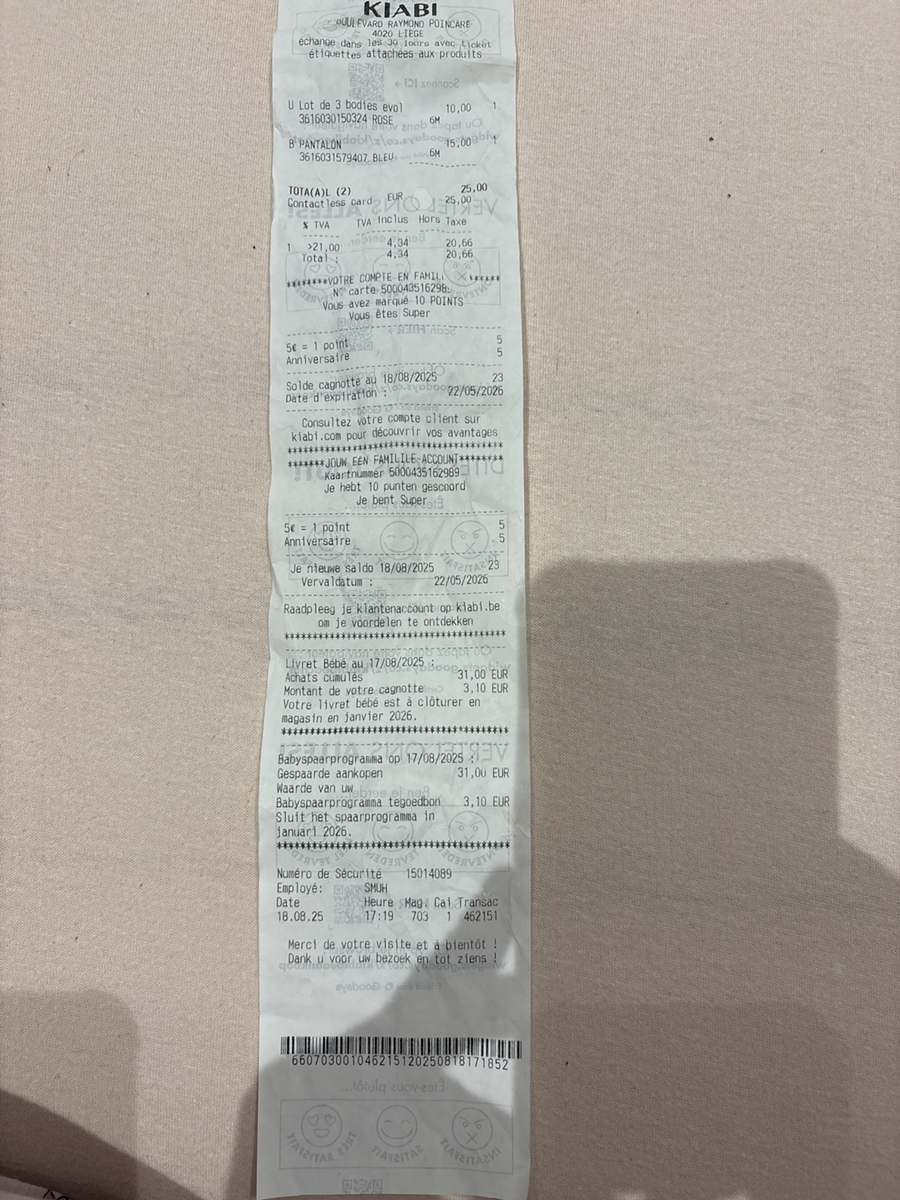 KIABI
BOULEVARD RAYMOND POINCARE
4020 LIEGE
échange dans les 30 jours avec ticket
étiquettes attachées aux produits
U Lot de 3 bodies evol 10,00 1
3616030150324 ROSE 6M
B PANTALON 15,00 1
3616031579407 BLEU 6M
TOTA(A)L (2) 25,00
Contactless card EUR 25,00
% TVA TVA Inclus Hors Taxe
1 >21,00 4,34 20,66
Total : 4,34 20,66
********VOTRE COMPTE EN FAMIL ******
N° carte 500043516298
Vous avez marqué 10 POINTS
Vous êtes Super
5€ = 1 point 5
Anniversaire 5
Solde cagnotte au 18/08/2025 23
Date d'expiration : 22/05/2026
Consultez votre compte client sur
kiabi.com pour découvrir vos avantages
*******JOUW EEN FAMILILE-ACCOUNT*******
Kaartnummer 5000435162989
Je hebt 10 punten gescoord
Je bent Super
5€ = 1 point 5
Anniversaire 5
Je nieuwe saldo 18/08/2025 23
Vervaldatum : 22/05/2026
Raadpleeg je klantenaccount op kiabi.be
om je voordelen te ontdekken
Livret Bébé au 17/08/2025 :
Achats cumulés 31,00 EUR
Montant de votre cagnotte 3,10 EUR
Votre livret bébé est à clôturer en
magasin en janvier 2026.
Babyspaarprogramma op 17/08/2025 :
Gespaarde aankopen 31,00 EUR
Waarde van uw
Babyspaarprogramma tegoedbon 3,10 EUR
Sluit het spaarprogramma in
januari 2026.
Numéro de Sécurité 15014089
Employé: SMUH
Date Heure Mag. Cai Transac
18.08.25 17:19 703 1 462151
Merci de votre visite et à bientôt !
Dank u voor uw bezoek en tot ziens !
6607030010462151202508181718​52